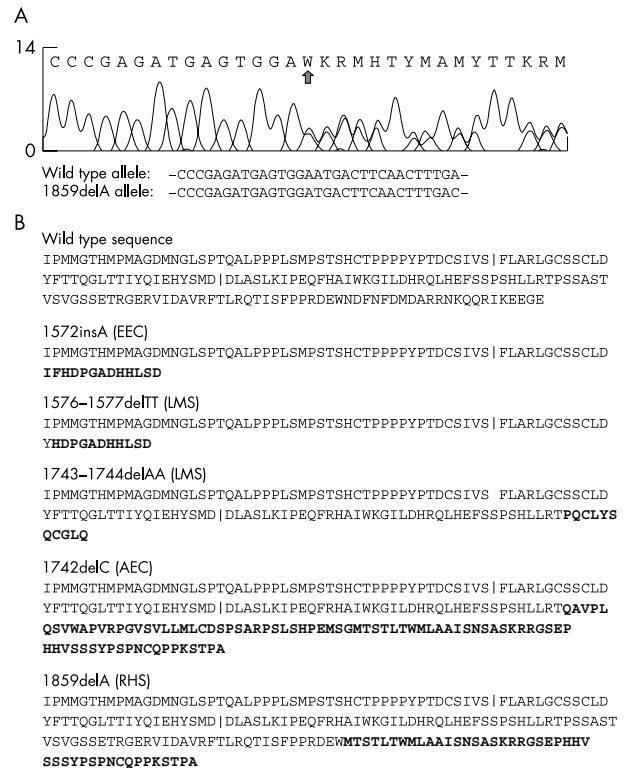 A
14
C C C G A G A T G A G T G G A W K R M H T Y M A M Y T T K R M
0
Wild type allele: -CCCGAGATGAGTGGAATGACTTCAACTTTGA-
1859delA allele: -CCCGAGATGAGTGGATGACTTCAACTTTGAC-
B
Wild type sequence
IPMMGTHMPMAGDMNGLSPTQALPPPLSMPSTSHCTPPPPYPTDCSIVS|FLARLGCSSCLD
YFTTQGLTTIYQIEHYSMD|DLASLKIPEQFRHAIWKGILDHRQLHEFSSPSHLLRTPSSAST
VSVGSSETRGERVIDAVRFTLRQTISFPPRDEWNDFNFDMDARRNKQQRIKEEGE
1572insA (EEC)
IPMMGTHMPMAGDMNGLSPTQALPPPLSMPSTSHCTPPPPYPTDCSIVS|FLARLGCSSCLD
IFHDPGADHHLSD
1576–1577delTT (LMS)
IPMMGTHMPMAGDMNGLSPTQALPPPLSMPSTSHCTPPPPYPTDCSIVS|FLARLGCSSCLD
YHDPGADHHLSD
1743–1744delAA (LMS)
IPMMGTHMPMAGDMNGLSPTQALPPPLSMPSTSHCTPPPPYPTDCSIVS FLARLGCSSCLD
YFTTQGLTTIYQIEHYSMD|DLASLKIPEQFRHAIWKGILDHRQLHEFSSPSHLLRTPQCLYS
QCGLQ
1742delC (AEC)
IPMMGTHMPMAGDMNGLSPTQALPPPLSMPSTSHCTPPPPYPTDCSIVS|FLARLGCSSCLD
YFTTQGLTTIYQIEHYSMD|DLASLKIPEQFRHAIWKGILDHRQLHEFSSPSHLLRTQAVPL
QSVWAPVRPGVSVLLMLCDSPSARPSLSHPEMSGMTSTLTWMLAAISNSASKRRGSEP
HHVSSSYPSPNCQPPKSTPA
1859delA (RHS)
IPMMGTHMPMAGDMNGLSPTQALPPPLSMPSTSHCTPPPPYPTDCSIVS|FLARLGCSSCLD
YFTTQGLTTIYQIEHYSMD|DLASLKIPEQFRHAIWKGILDHRQLHEFSSPSHLLRTPSSAST
VSVGSSETRGERVIDAVRFTLRQTISFPPRDEWMTSTLTWMLAAISNSASKRRGSEPHHV
SSSYPSPNCQPPKSTPA